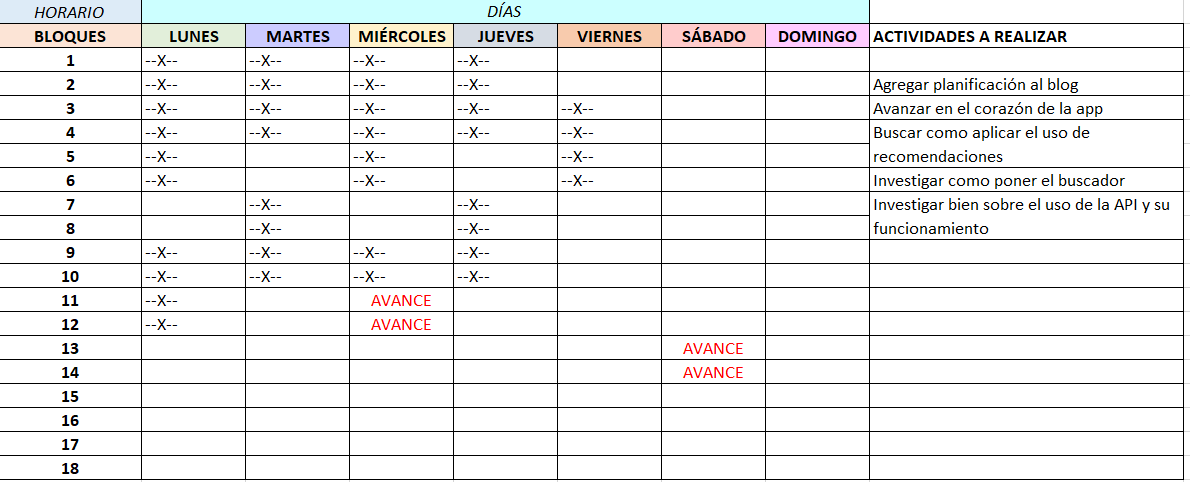 HORARIO DÍAS
BLOQUES LUNES MARTES MIÉRCOLES JUEVES VIERNES SÁBADO DOMINGO ACTIVIDADES A REALIZAR
1 --X-- --X-- --X-- --X--
2 --X-- --X-- --X-- --X-- Agregar planificación al blog
3 --X-- --X-- --X-- --X-- --X-- Avanzar en el corazón de la app
4 --X-- --X-- --X-- --X-- --X-- Buscar como aplicar el uso de
5 --X-- --X-- --X-- recomendaciones
6 --X-- --X-- --X-- Investigar como poner el buscador
7 --X-- --X-- Investigar bien sobre el uso de la API y su
8 --X-- --X-- funcionamiento
9 --X-- --X-- --X-- --X--
10 --X-- --X-- --X-- --X--
11 --X-- AVANCE
12 --X-- AVANCE
13 AVANCE
14 AVANCE
15
16
17
18